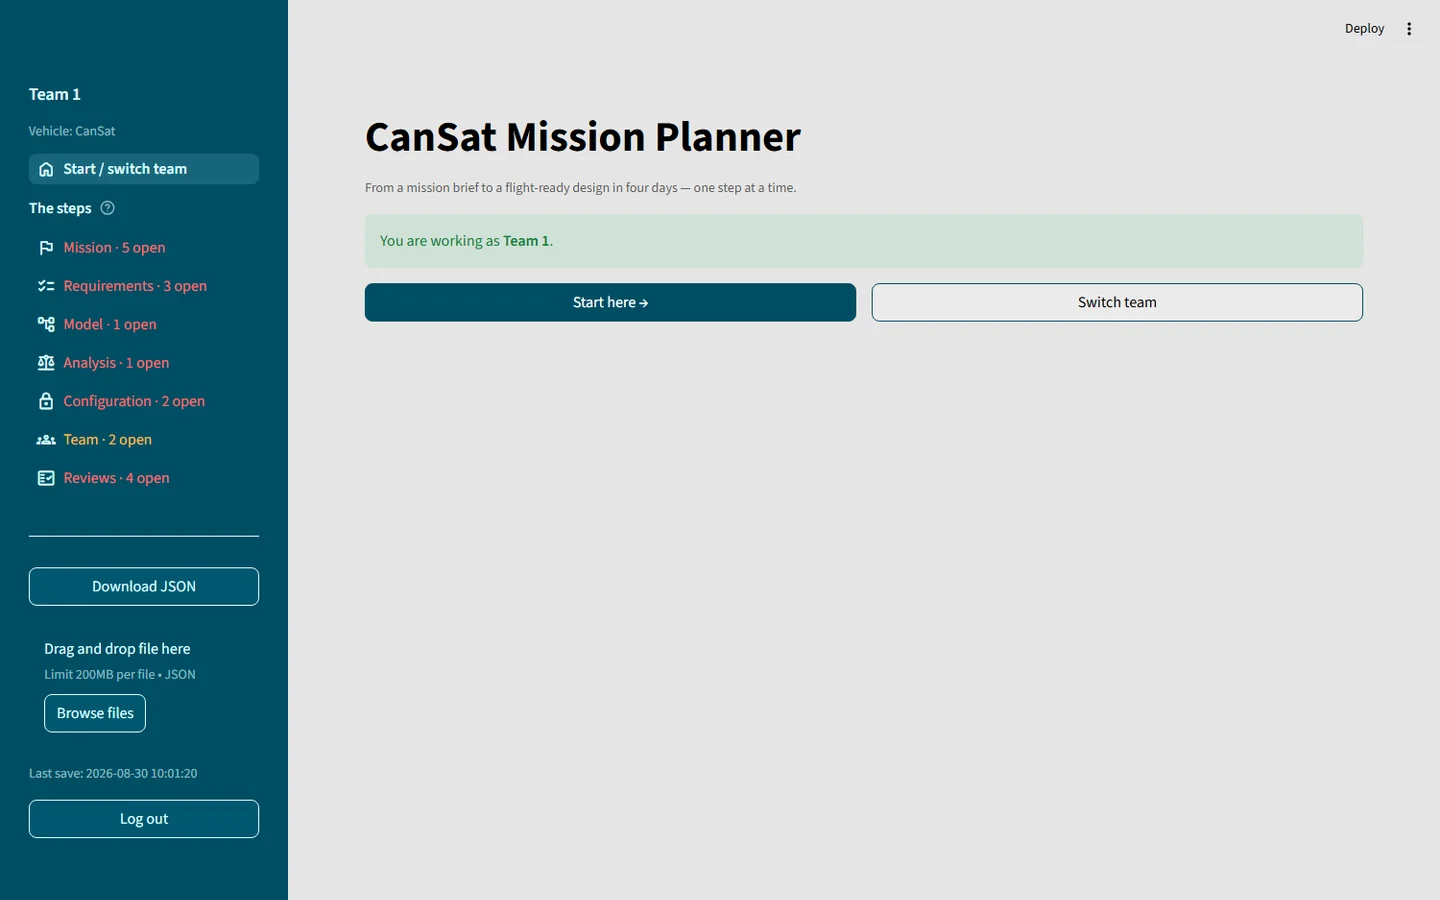 Deploy
Team 1
Vehicle: CanSat
Start / switch team
The steps
Mission · 5 open
Requirements · 3 open
Model · 1 open
Analysis · 1 open
Configuration · 2 open
Team · 2 open
Reviews · 4 open
Download JSON
Drag and drop file here
Limit 200MB per file • JSON
Browse files
Last save: 2026-08-30 10:01:20
Log out
CanSat Mission Planner
From a mission brief to a flight-ready design in four days — one step at a time.
You are working as Team 1.
Start here →
Switch team